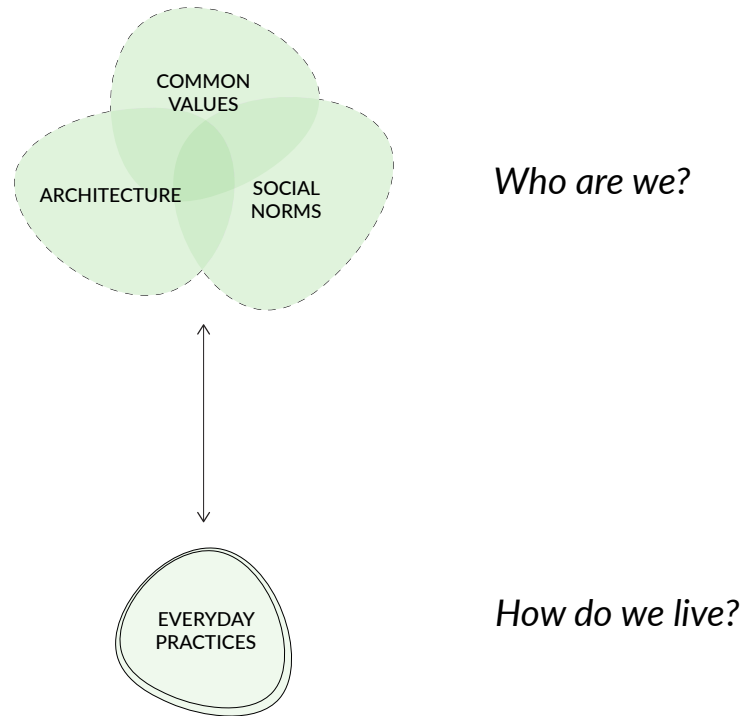 COMMON
VALUES
ARCHITECTURE
SOCIAL
NORMS
Who are we?
EVERYDAY
PRACTICES
How do we live?